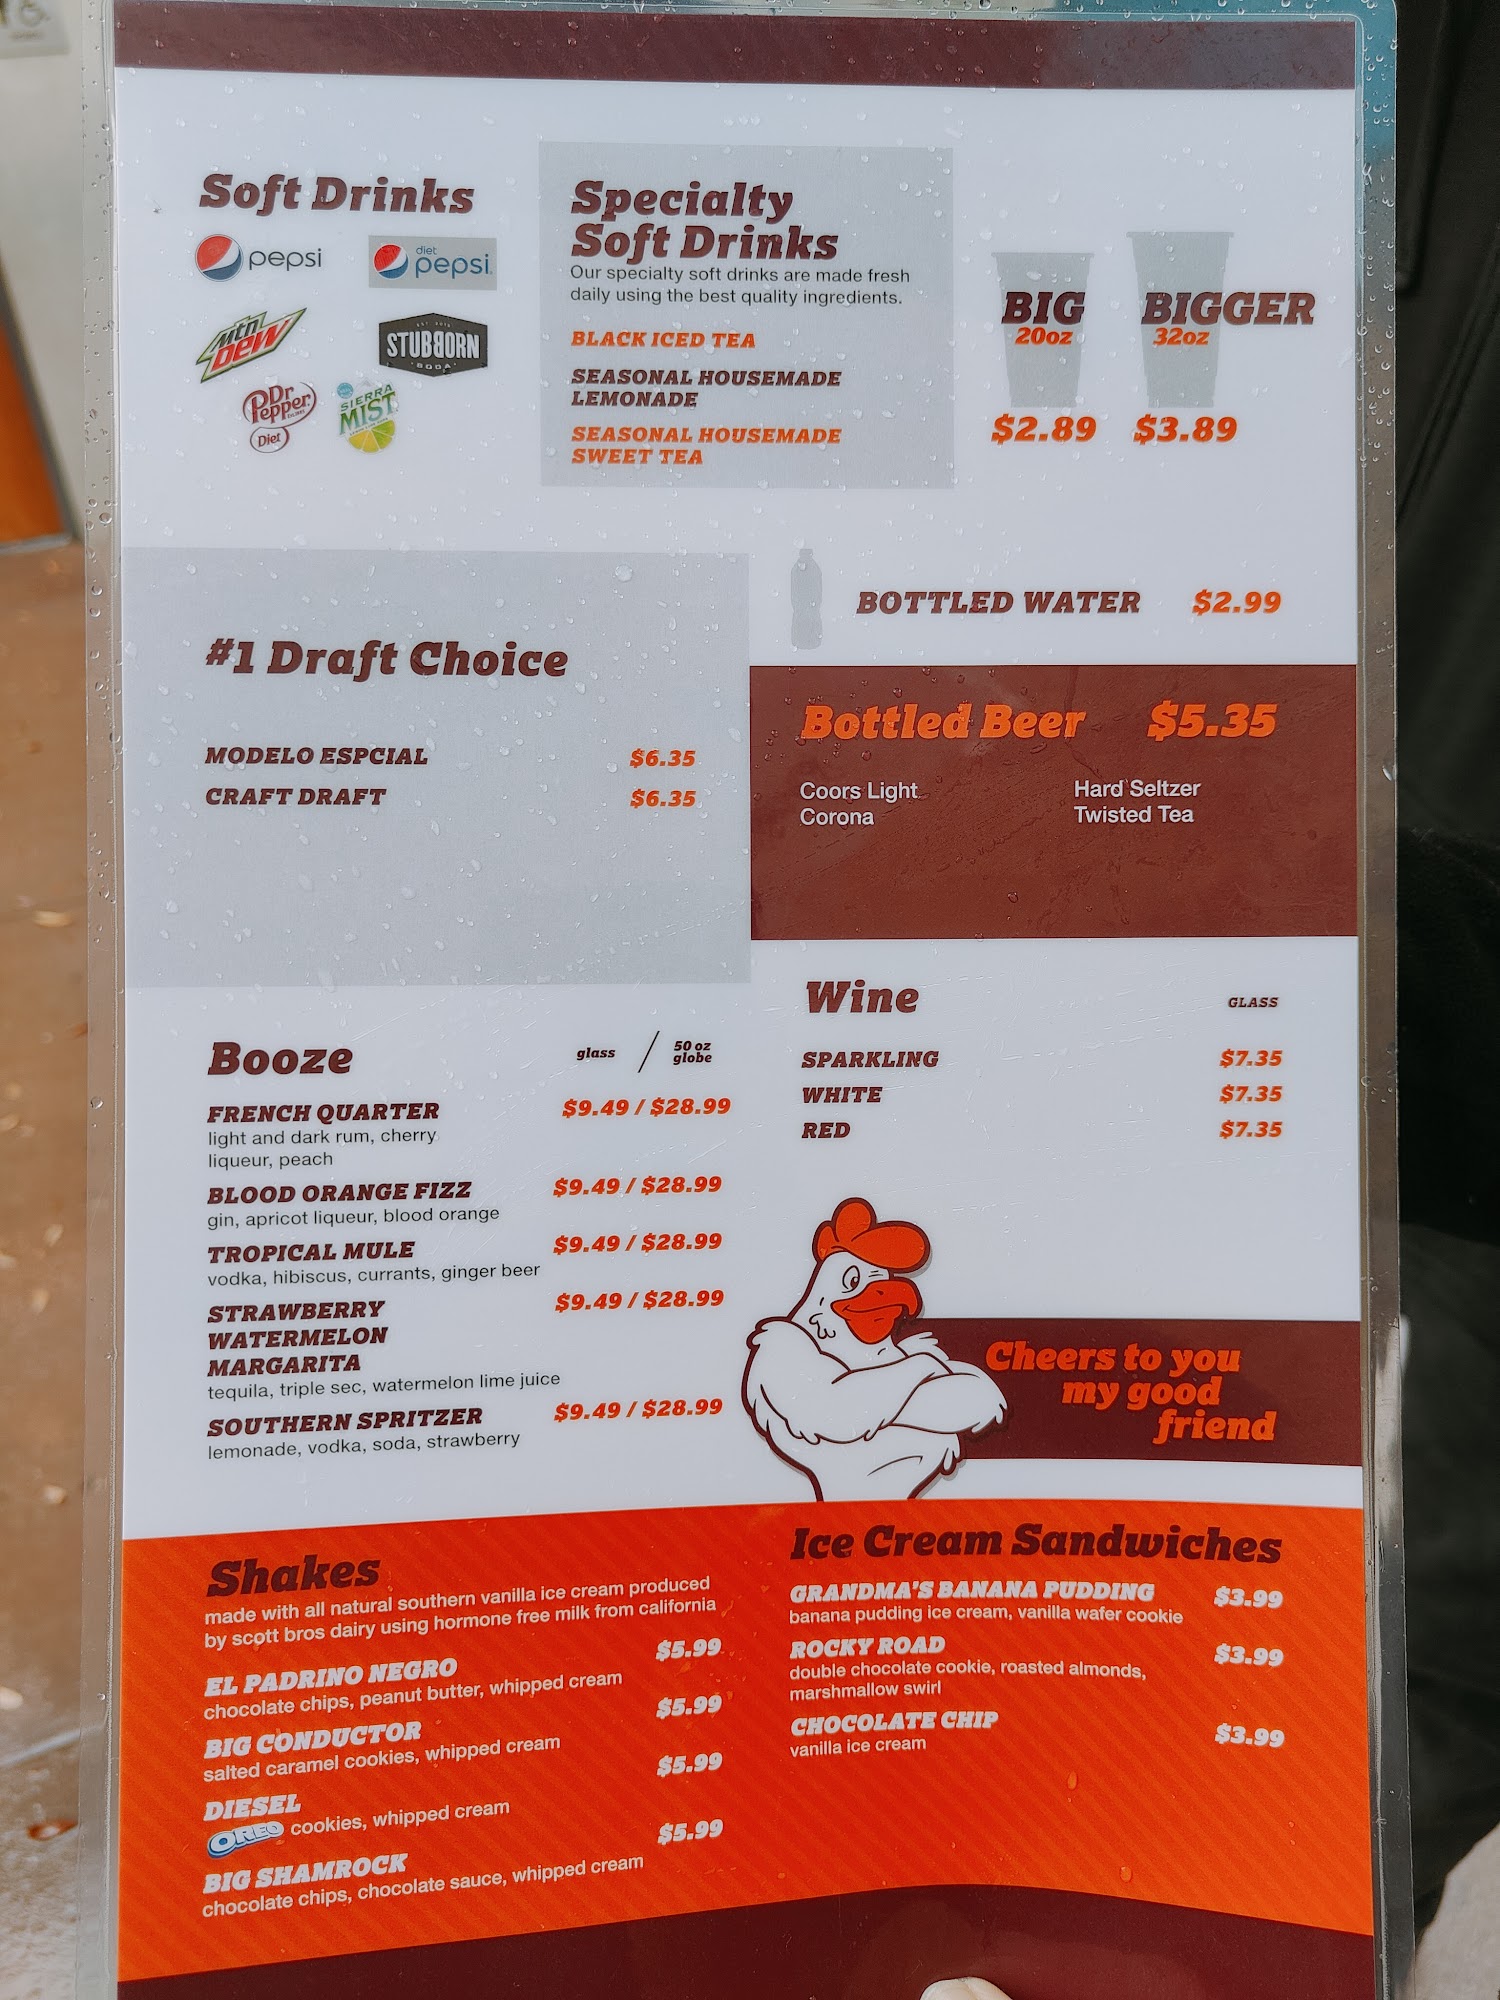 Soft Drinks
pepsi
diet
pepsi.
Mtn
DEW
EST 2015
STUBBORN
SODA
Dr
Pepper
Diet
SIERRA
MIST
Specialty
Soft Drinks
Our specialty soft drinks are made fresh
daily using the best quality ingredients.
BLACK ICED TEA
SEASONAL HOUSEMADE
LEMONADE
SEASONAL HOUSEMADE
SWEET TEA
BIG BIGGER
20oz 32oz
$2.89 $3.89
BOTTLED WATER $2.99
#1 Draft Choice
MODELO ESPCIAL $6.35
CRAFT DRAFT $6.35
Bottled Beer $5.35
Coors Light Hard Seltzer
Corona Twisted Tea
Booze glass / 50 oz
globe
FRENCH QUARTER $9.49 / $28.99
light and dark rum, cherry
liqueur, peach
BLOOD ORANGE FIZZ $9.49 / $28.99
gin, apricot liqueur, blood orange
TROPICAL MULE $9.49 / $28.99
vodka, hibiscus, currants, ginger beer
STRAWBERRY $9.49 / $28.99
WATERMELON
MARGARITA
tequila, triple sec, watermelon lime juice
SOUTHERN SPRITZER $9.49 / $28.99
lemonade, vodka, soda, strawberry
Wine GLASS
SPARKLING $7.35
WHITE $7.35
RED $7.35
Cheers to you
my good
friend
Shakes
made with all natural southern vanilla ice cream produced
by scott bros dairy using hormone free milk from california
EL PADRINO NEGRO $5.99
chocolate chips, peanut butter, whipped cream
BIG CONDUCTOR $5.99
salted caramel cookies, whipped cream
DIESEL $5.99
OREO cookies, whipped cream
BIG SHAMROCK $5.99
chocolate chips, chocolate sauce, whipped cream
Ice Cream Sandwiches
GRANDMA'S BANANA PUDDING $3.99
banana pudding ice cream, vanilla wafer cookie
ROCKY ROAD $3.99
double chocolate cookie, roasted almonds,
marshmallow swirl
CHOCOLATE CHIP $3.99
vanilla ice cream